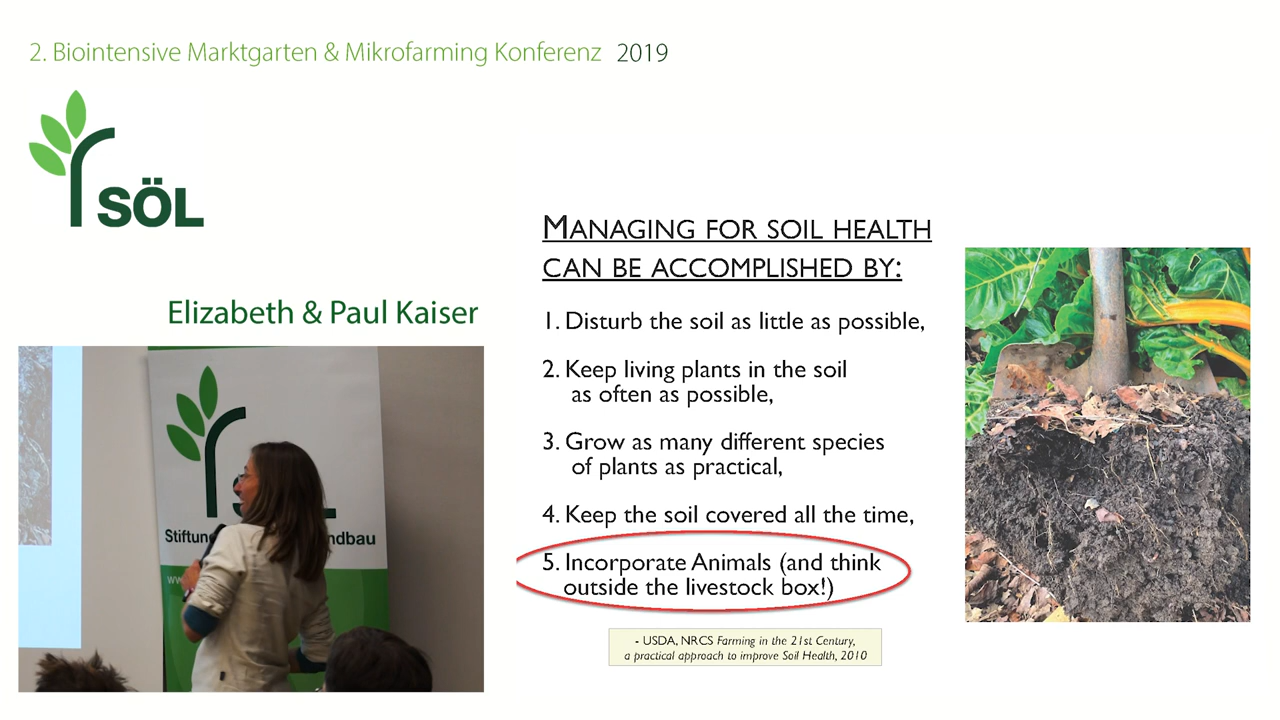 2. Biointensive Marktgarten & Mikrofarming Konferenz 2019
SÖL
Elizabeth & Paul Kaiser
MANAGING FOR SOIL HEALTH
CAN BE ACCOMPLISHED BY:
1. Disturb the soil as little as possible,
2. Keep living plants in the soil
as often as possible,
3. Grow as many different species
of plants as practical,
4. Keep the soil covered all the time,
5. Incorporate Animals (and think
outside the livestock box!)
- USDA, NRCS Farming in the 21st Century,
a practical approach to improve Soil Health, 2010